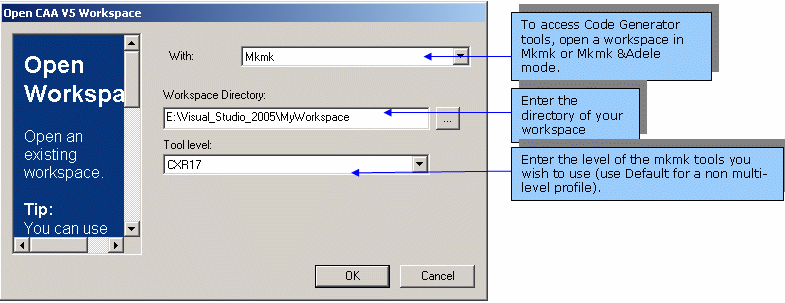 Open CAA V5 Workspace
Open
Workspa
Open an
existing
workspace.
Tip:
You can use
With:
Mkmk
Workspace Directory:
E:\Visual_Studio_2005\MyWorkspace
...
Tool level:
CXR17
OK
Cancel
To access Code Generator
tools, open a workspace in
Mkmk or Mkmk &Adele
mode.
Enter the
directory of your
workspace
Enter the level of the mkmk tools you
wish to use (use Default for a non multi-
level profile).